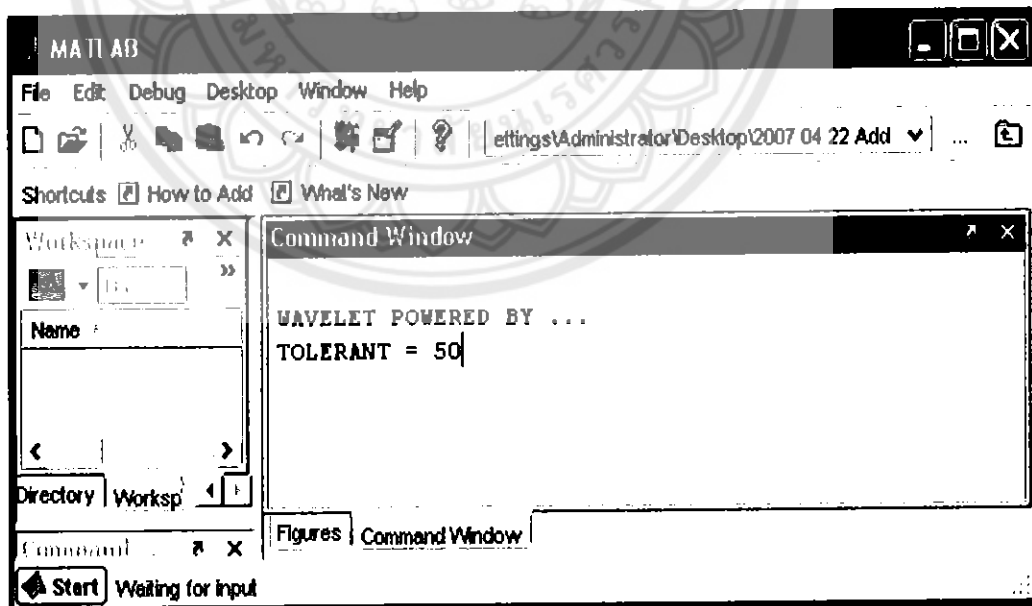 MATLAB
File Edit Debug Desktop Window Help
ettings\Administrator\Desktop\2007 04 22 Add ...
Shortcuts How to Add What's New
Workspace
Command Window
Name
WAVELET POWERED BY ...
TOLERANT = 50
Directory Worksp
Figures Command Window
Command
Start Waiting for input